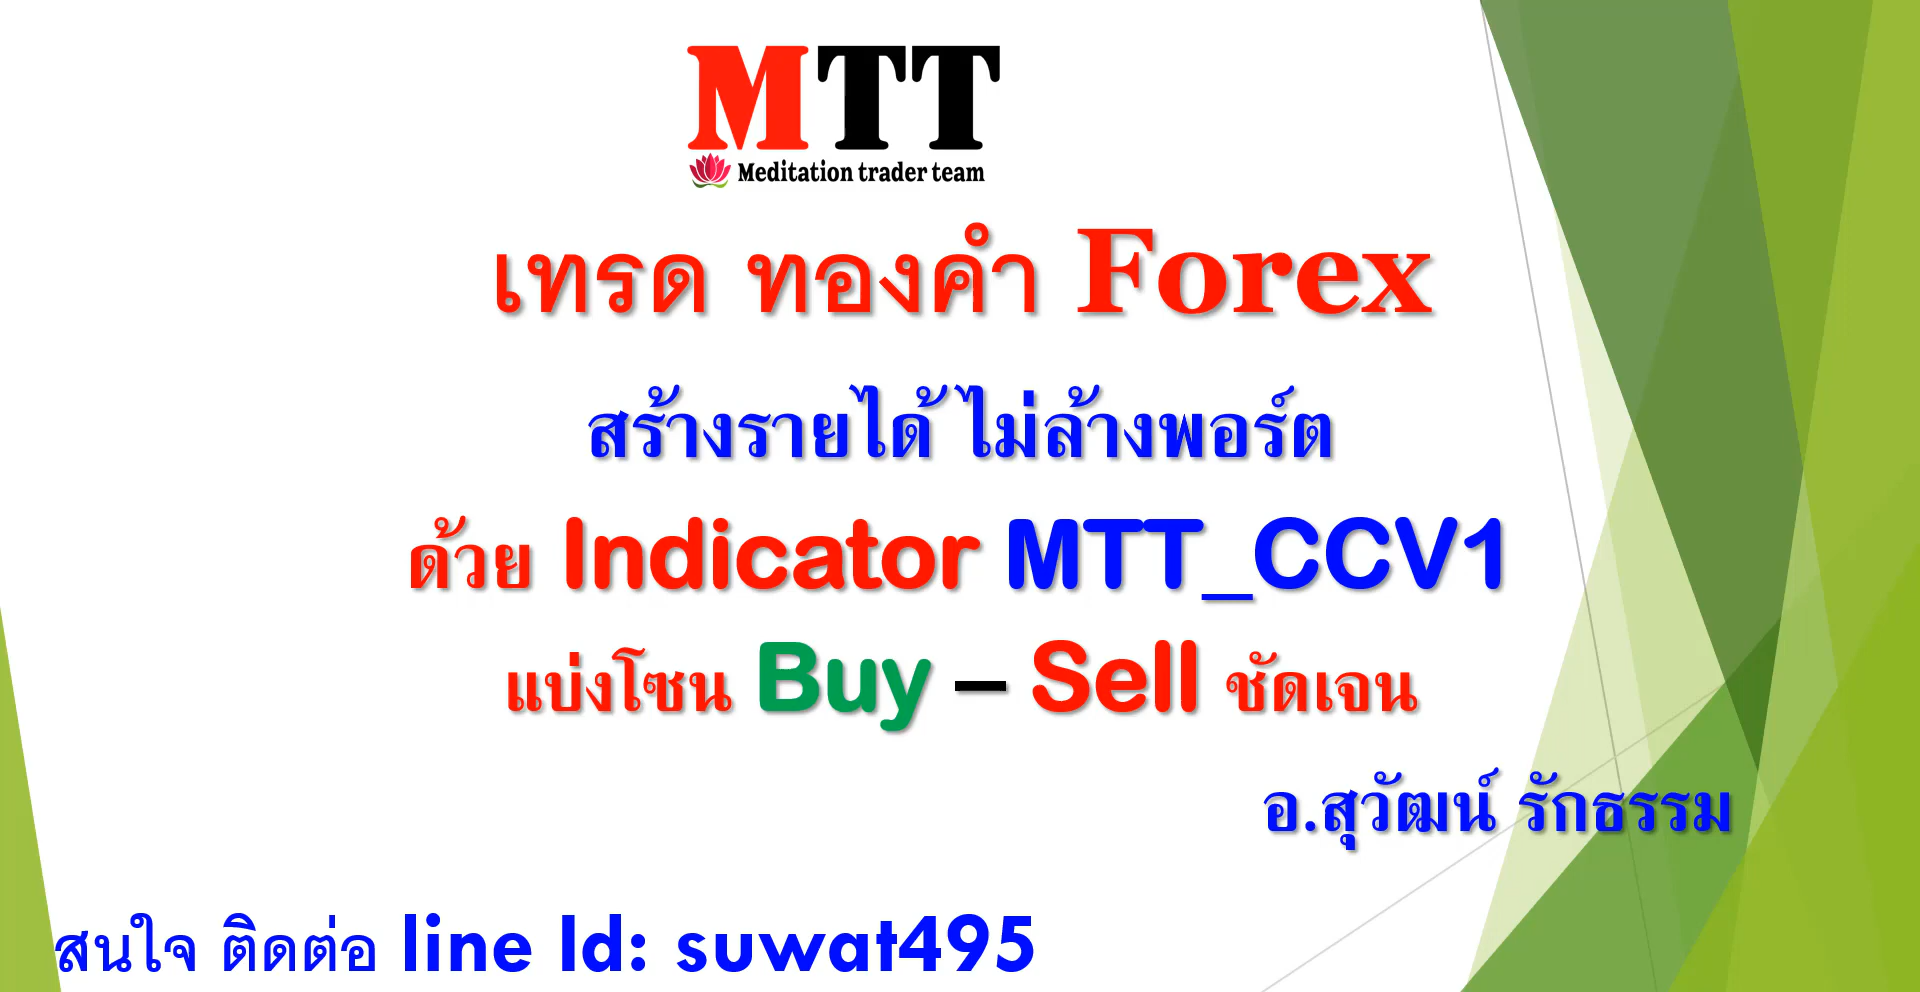 MTT
Meditation trader team
เทรด ทองคำ Forex
สร้างรายได้ ไม่ล้างพอร์ต
ด้วย Indicator MTT_CCV1
แบ่งโซน Buy – Sell ชัดเจน
อ.สุวัฒน์ รักธรรม
สนใจ ติดต่อ line Id: suwat495